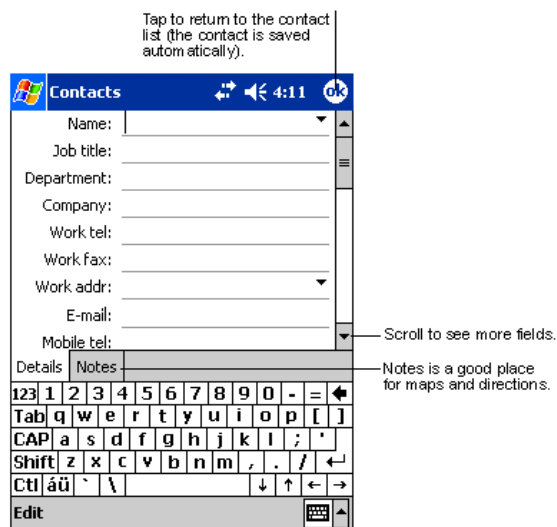 Tap to return to the contact
list (the contact is saved
automatically).
Contacts 4:11 ok
Name:
Job title:
Department:
Company:
Work tel:
Work fax:
Work addr:
E-mail:
Mobile tel:
Scroll to see more fields.
Details Notes
Notes is a good place
for maps and directions.
123 1 2 3 4 5 6 7 8 9 0 - =
Tab q w e r t y u i o p [ ]
CAP a s d f g h j k l ; '
Shift z x c v b n m , . /
Ctl áü ` \
Edit